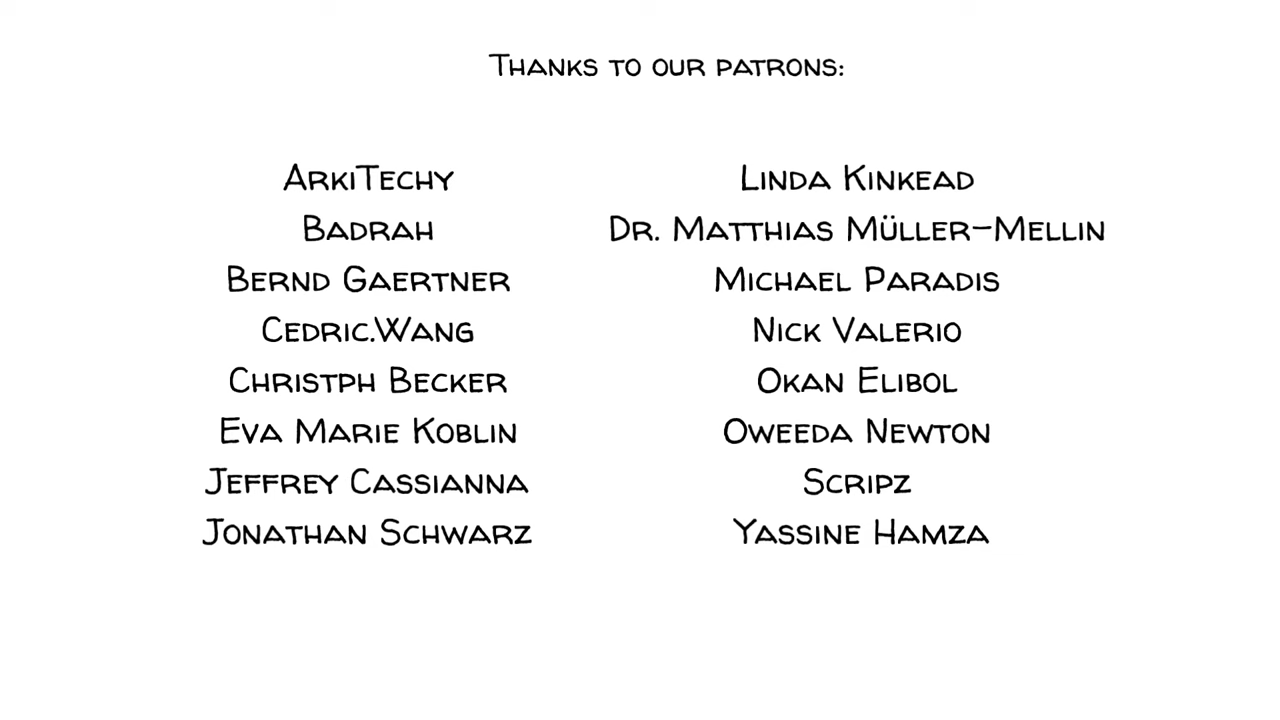 Thanks to our patrons:
ArkiTechy
Badrah
Bernd Gaertner
Cedric.Wang
Christph Becker
Eva Marie Koblin
Jeffrey Cassianna
Jonathan Schwarz
Linda Kinkead
Dr. Matthias Müller-Mellin
Michael Paradis
Nick Valerio
Okan Elibol
Oweeda Newton
Scripz
Yassine Hamza